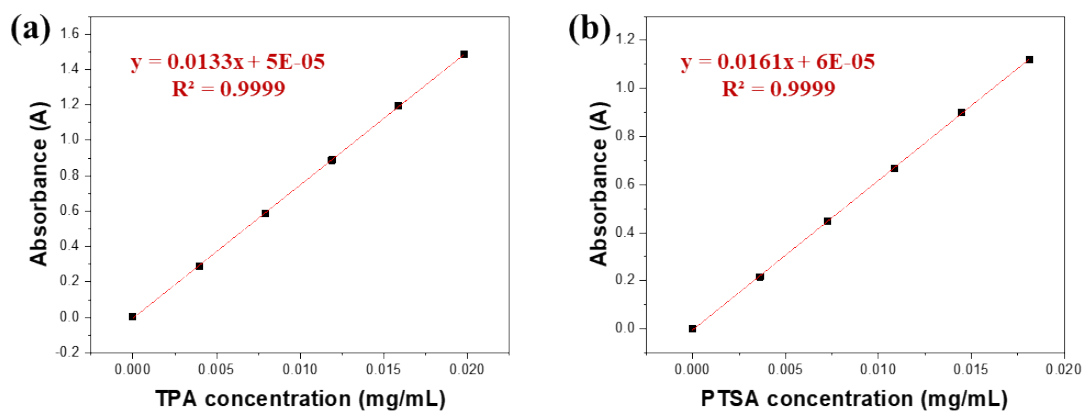 (a)
y = 0.0133x + 5E-05
R² = 0.9999
1.6
1.4
1.2
1.0
0.8
0.6
0.4
0.2
0.0
-0.2
Absorbance (A)
0.000
0.005
0.010
0.015
0.020
TPA concentration (mg/mL)
(b)
y = 0.0161x + 6E-05
R² = 0.9999
1.2
1.0
0.8
0.6
0.4
0.2
0.0
Absorbance (A)
0.000
0.005
0.010
0.015
0.020
PTSA concentration (mg/mL)